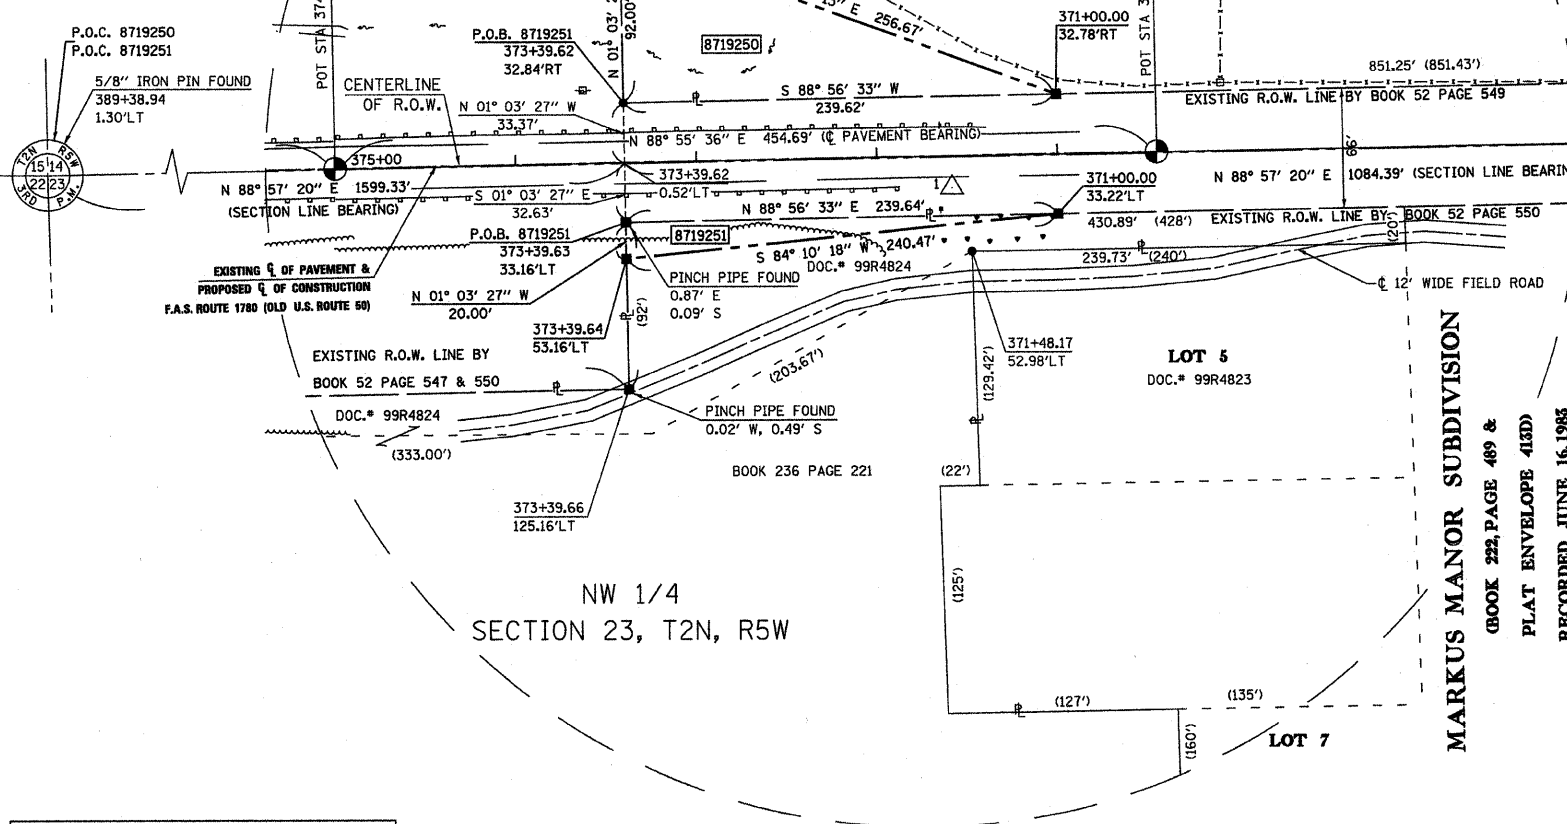 P.O.C. 8719250
P.O.C. 8719251
5/8" IRON PIN FOUND
389+38.94
1.30'LT
T2N R5W
15 14
22 23
3RD P.M.
POT STA 374
P.O.B. 8719251
373+39.62
32.84'RT
N 01° 03'
92.00'
8719250
E 256.67'
371+00.00
32.78'RT
POT STA 3
851.25' (851.43')
CENTERLINE
OF R.O.W.
N 01° 03' 27" W
33.37'
S 88° 56' 33" W
239.62'
EXISTING R.O.W. LINE BY BOOK 52 PAGE 549
N 88° 55' 36" E 454.69' (℄ PAVEMENT BEARING)
375+00
66'
373+39.62
0.52'LT
1
371+00.00
33.22'LT
N 88° 57' 20" E 1084.39' (SECTION LINE BEARIN
N 88° 57' 20" E 1599.33'
(SECTION LINE BEARING)
S 01° 03' 27" E
32.63'
N 88° 56' 33" E 239.64'
430.89' (428')
EXISTING R.O.W. LINE BY BOOK 52 PAGE 550
(20')
P.O.B. 8719251
373+39.63
33.16'LT
8719251
S 84° 10' 18" W 240.47'
DOC.# 99R4824
239.73' (240')
EXISTING ℄ OF PAVEMENT &
PROPOSED ℄ OF CONSTRUCTION
F.A.S. ROUTE 1780 (OLD U.S. ROUTE 50)
PINCH PIPE FOUND
0.87' E
0.09' S
℄ 12' WIDE FIELD ROAD
N 01° 03' 27" W
20.00'
(92')
373+39.64
53.16'LT
371+48.17
52.98'LT
LOT 5
DOC.# 99R4823
EXISTING R.O.W. LINE BY
BOOK 52 PAGE 547 & 550
(203.67')
(129.42')
DOC.# 99R4824
PINCH PIPE FOUND
0.02' W, 0.49' S
(333.00')
BOOK 236 PAGE 221
(22')
373+39.66
125.16'LT
(125')
NW 1/4
SECTION 23, T2N, R5W
(127')
(135')
(160')
LOT 7
MARKUS MANOR SUBDIVISION
(BOOK 222, PAGE 489 &
PLAT ENVELOPE 413D)
RECORDED JUNE 16, 1983